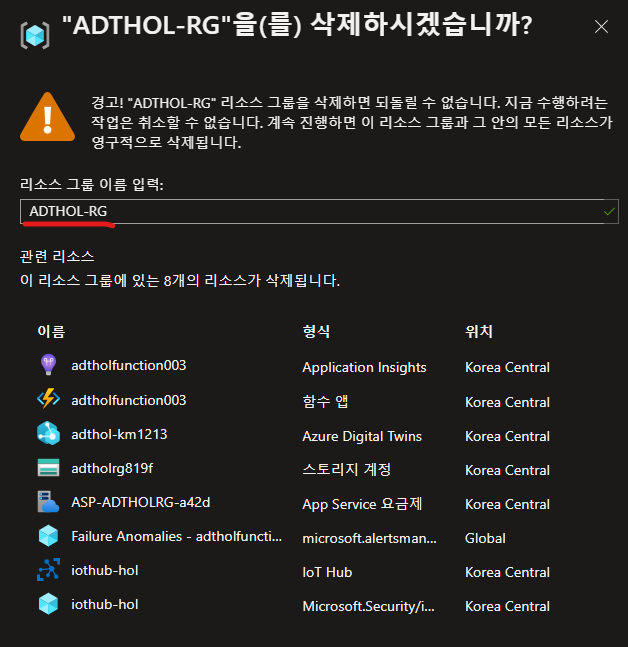 "ADTHOL-RG"을(를) 삭제하시겠습니까?
경고! "ADTHOL-RG" 리소스 그룹을 삭제하면 되돌릴 수 없습니다. 지금 수행하려는
작업은 취소할 수 없습니다. 계속 진행하면 이 리소스 그룹과 그 안의 모든 리소스가
영구적으로 삭제됩니다.
리소스 그룹 이름 입력:
ADTHOL-RG
관련 리소스
이 리소스 그룹에 있는 8개의 리소스가 삭제됩니다.
이름 형식 위치
adtholfunction003 Application Insights Korea Central
adtholfunction003 함수 앱 Korea Central
adthol-km1213 Azure Digital Twins Korea Central
adtholrg819f 스토리지 계정 Korea Central
ASP-ADTHOLRG-a42d App Service 요금제 Korea Central
Failure Anomalies - adtholfuncti... microsoft.alertsman... Global
iothub-hol IoT Hub Korea Central
iothub-hol Microsoft.Security/i... Korea Central